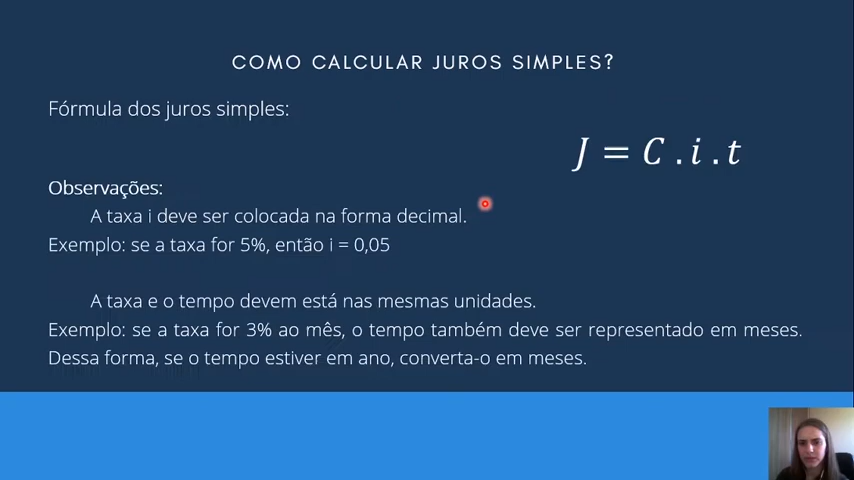 COMO CALCULAR JUROS SIMPLES?
Fórmula dos juros simples:
J = C . i . t
Observações:
A taxa i deve ser colocada na forma decimal.
Exemplo: se a taxa for 5%, então i = 0,05
A taxa e o tempo devem está nas mesmas unidades.
Exemplo: se a taxa for 3% ao mês, o tempo também deve ser representado em meses.
Dessa forma, se o tempo estiver em ano, converta-o em meses.